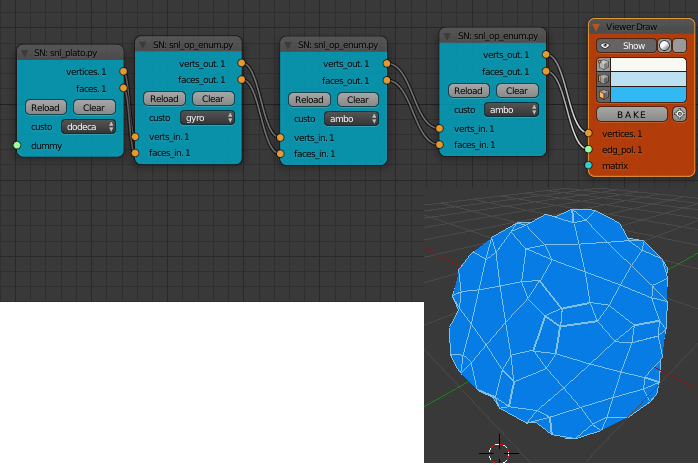 SN: snl_plato.py
vertices. 1
faces. 1
Reload Clear
custo dodeca
dummy
SN: snl_op_enum.py
verts_out. 1
faces_out. 1
Reload Clear
custo gyro
verts_in. 1
faces_in. 1
SN: snl_op_enum.py
verts_out. 1
faces_out. 1
Reload Clear
custo ambo
verts_in. 1
faces_in. 1
SN: snl_op_enum.py
verts_out. 1
faces_out. 1
Reload Clear
custo ambo
verts_in. 1
faces_in. 1
Viewer Draw
Show
BAKE
vertices. 1
edg_pol. 1
matrix